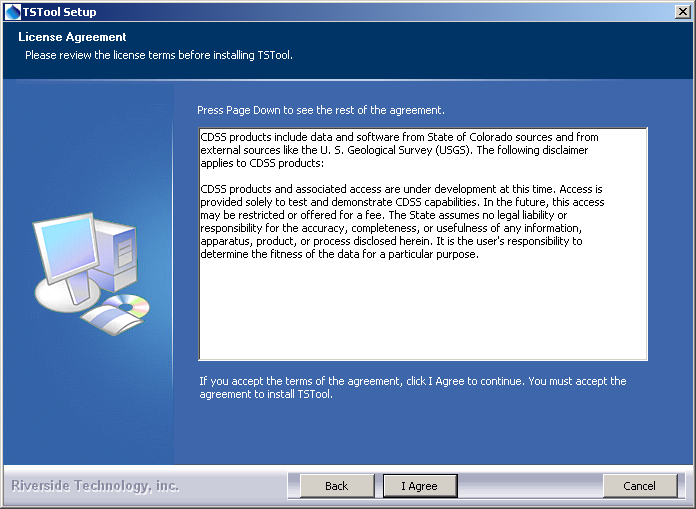 TSTool Setup
License Agreement
Please review the license terms before installing TSTool.
Press Page Down to see the rest of the agreement.
CDSS products include data and software from State of Colorado sources and from
external sources like the U. S. Geological Survey (USGS). The following disclaimer
applies to CDSS products:
CDSS products and associated access are under development at this time. Access is
provided solely to test and demonstrate CDSS capabilities. In the future, this access
may be restricted or offered for a fee. The State assumes no legal liability or
responsibility for the accuracy, completeness, or usefulness of any information,
apparatus, product, or process disclosed herein. It is the user's responsibility to
determine the fitness of the data for a particular purpose.
If you accept the terms of the agreement, click I Agree to continue. You must accept the
agreement to install TSTool.
Riverside Technology, inc.
Back
I Agree
Cancel